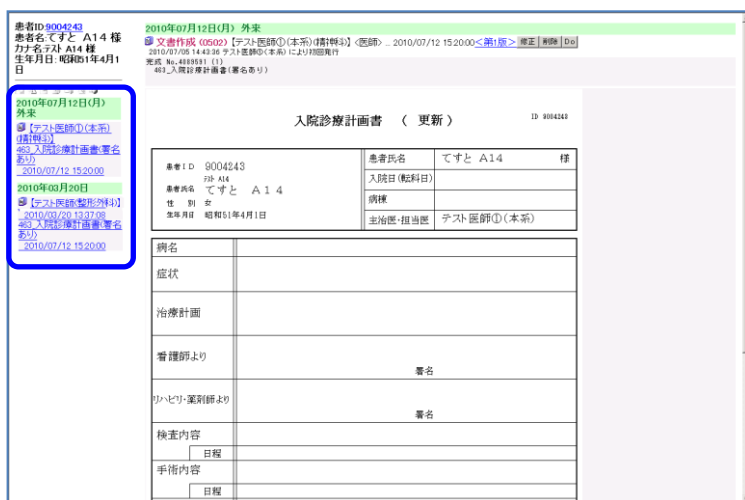 患者ID:9004243
患者名:てすと A14 様
カナ名:テスト A14 様
生年月日: 昭和51年4月1
日
2010年07月12日(月)
外来
【テスト医師①(本系)
(精神科)】
463_入院診療計画書(署名
あり)
2010/07/12 15:20:00
2010年03月20日
【テスト医師(整形外科)】
2010/03/20 13:37:08
463_入院診療計画書(署名
あり)
2010/07/12 15:20:00
2010年07月12日(月) 外来
文書作成 (0502) 【テスト医師①(本系)(精神科)】 <医師> .. 2010/07/12 15:20:00 <第1版> 修正 削除 Do
2010/07/05 14:43:36 テスト医師①(本系) により初回発行
完成 No.4089591 (1)
463_入院診療計画書(署名あり)
入院診療計画書 ( 更新 )
ID 9004243
患者ID 9004243
テスト A14
患者氏名 てすと A14
性 別 女
生年月日 昭和51年4月1日
患者氏名 てすと A14 様
入院日(転科日)
病棟
主治医・担当医 テスト医師①(本系)
病名
症状
治療計画
看護師より
署名
リハビリ・薬剤師より
署名
検査内容
日程
手術内容
日程